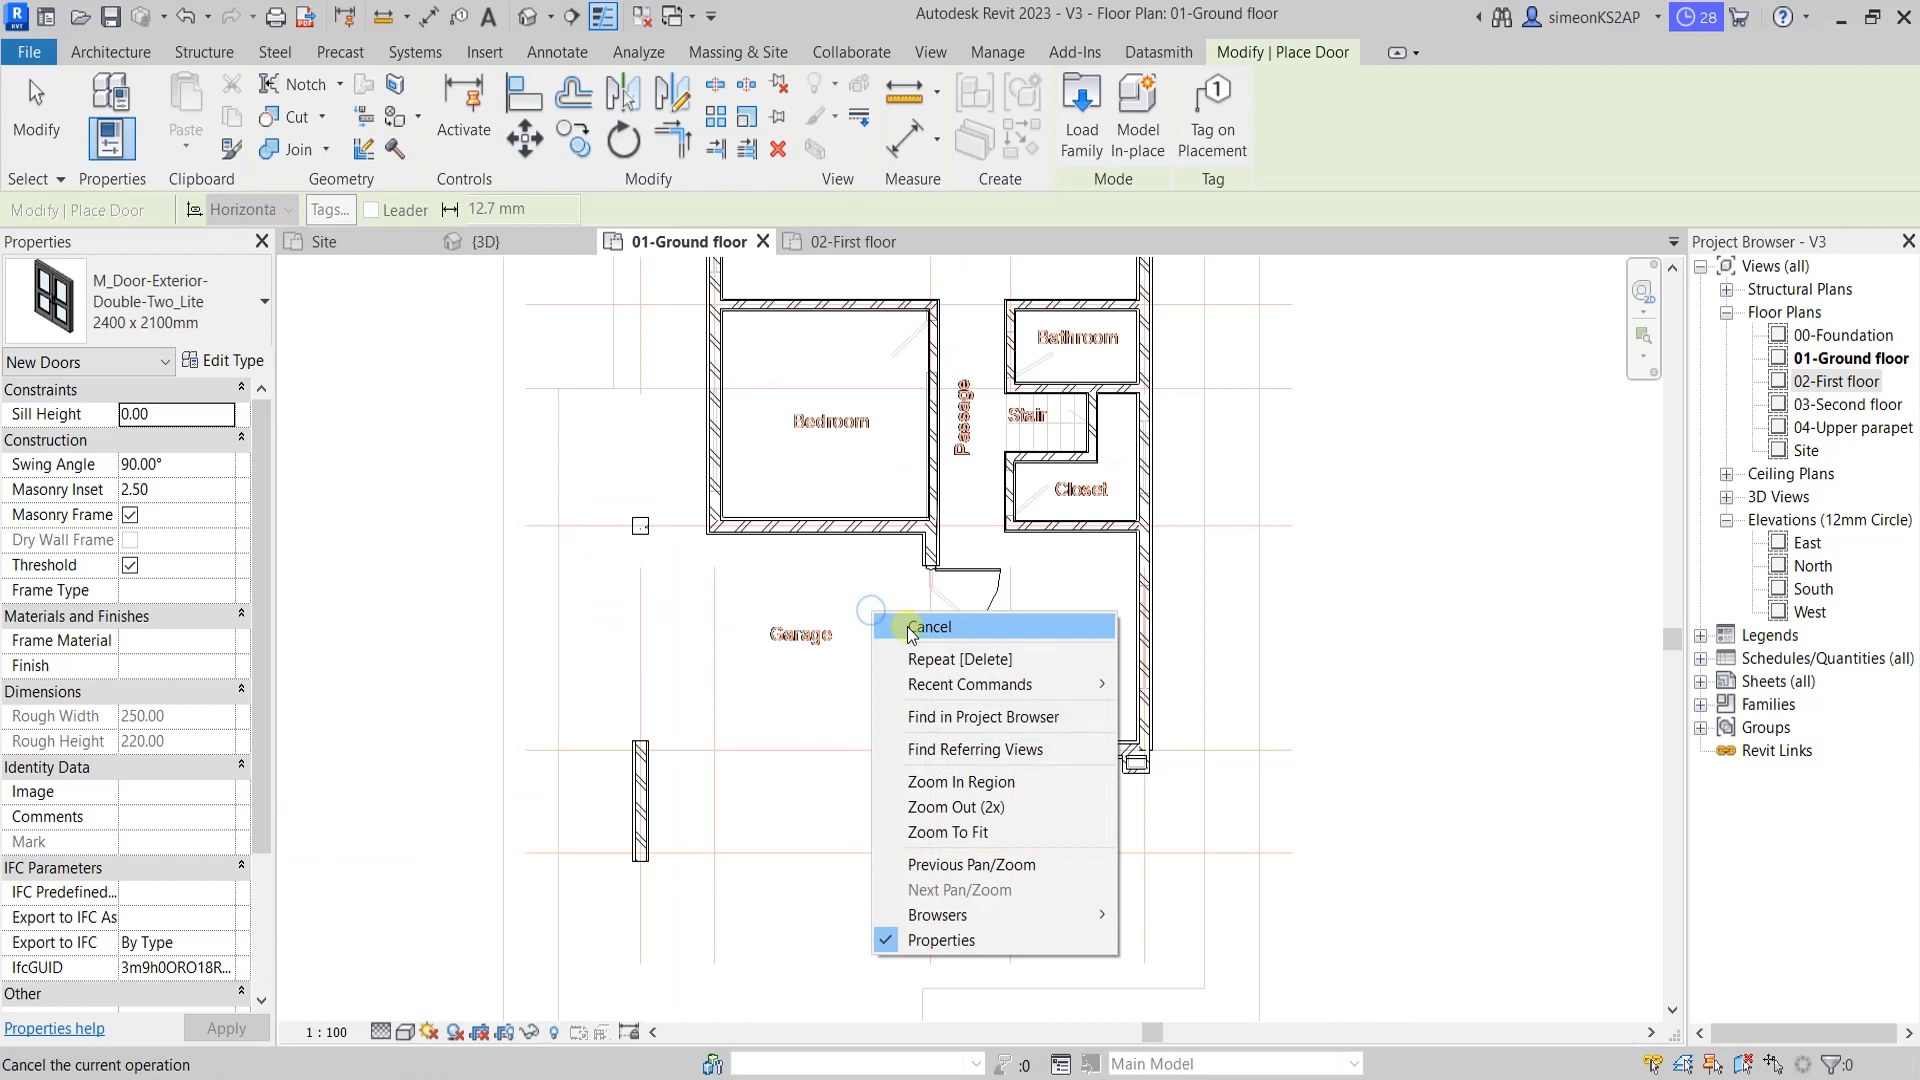 Autodesk Revit 2023 - V3 - Floor Plan: 01-Ground floor
simeonKS2AP
28
File Architecture Structure Steel Precast Systems Insert Annotate Analyze Massing & Site Collaborate View Manage Add-Ins Datasmith Modify | Place Door
Notch
Cut
Join
Modify
Paste
Activate
Load Family
Model In-place
Tag on Placement
Select Properties Clipboard Geometry Controls Modify View Measure Create Mode Tag
Modify | Place Door
Horizonta
Tags...
Leader
12.7 mm
Properties
Site
{3D}
01-Ground floor
02-First floor
Project Browser - V3
M_Door-Exterior-
Double-Two_Lite
2400 x 2100mm
New Doors
Edit Type
Constraints
Sill Height 0.00
Construction
Swing Angle 90.00°
Masonry Inset 2.50
Masonry Frame
Dry Wall Frame
Threshold
Frame Type
Materials and Finishes
Frame Material
Finish
Dimensions
Rough Width 250.00
Rough Height 220.00
Identity Data
Image
Comments
Mark
IFC Parameters
IFC Predefined...
Export to IFC As
Export to IFC By Type
IfcGUID 3m9h0ORO18R...
Other
Properties help
Apply
Bathroom
Bedroom
Passage
Stair
Closet
Garage
Cancel
Repeat [Delete]
Recent Commands
Find in Project Browser
Find Referring Views
Zoom In Region
Zoom Out (2x)
Zoom To Fit
Previous Pan/Zoom
Next Pan/Zoom
Browsers
Properties
Views (all)
Structural Plans
Floor Plans
00-Foundation
01-Ground floor
02-First floor
03-Second floor
04-Upper parapet
Site
Ceiling Plans
3D Views
Elevations (12mm Circle)
East
North
South
West
Legends
Schedules/Quantities (all)
Sheets (all)
Families
Groups
Revit Links
1 : 100
Cancel the current operation
:0
Main Model
:0